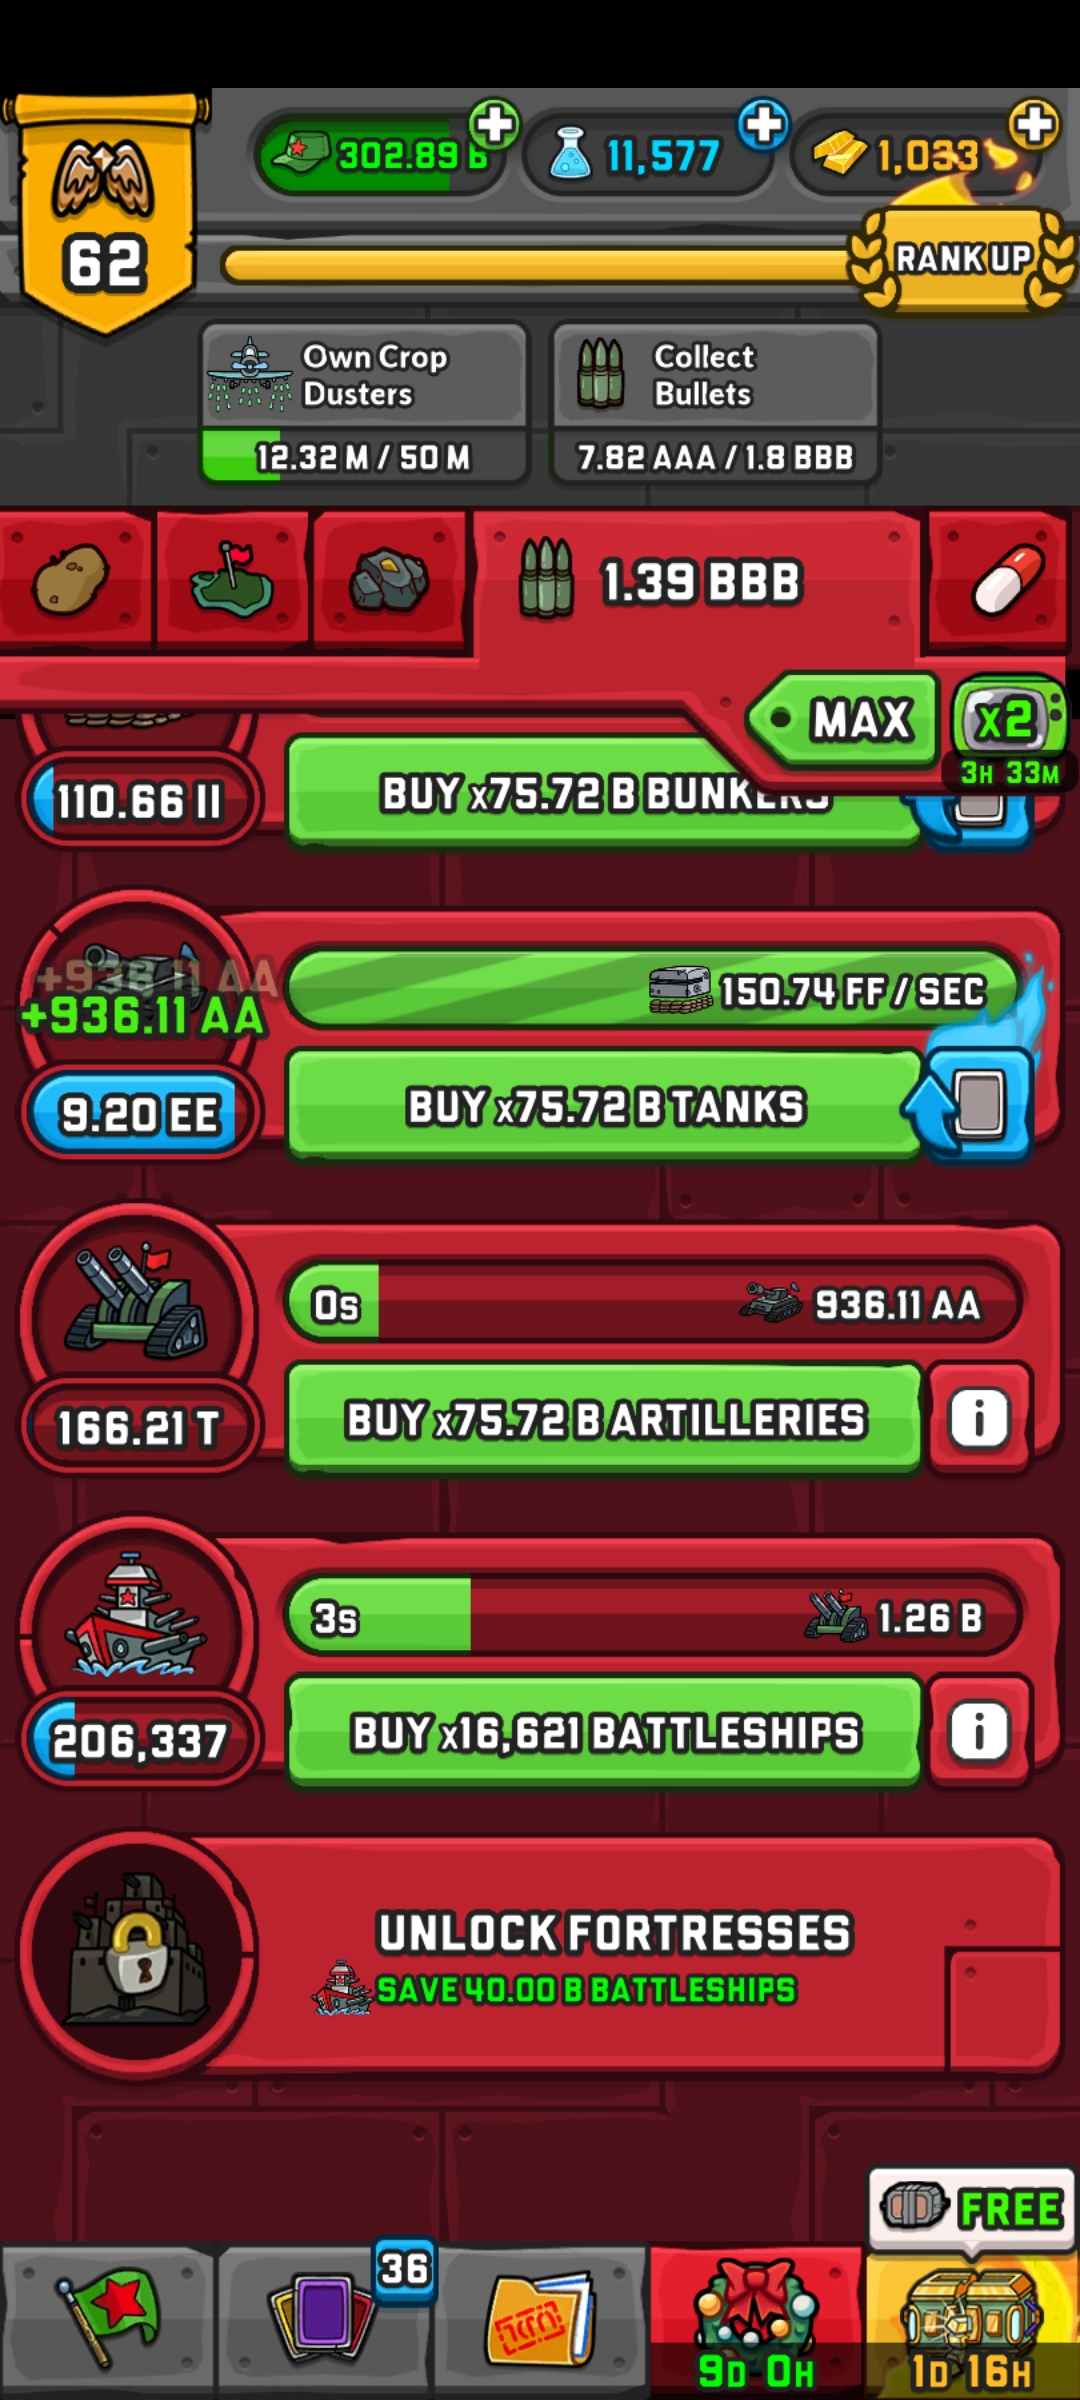 302.89 B
11,577
1,033
62
RANK UP
Own Crop
Dusters
12.32 M / 50 M
Collect
Bullets
7.82 AAA / 1.8 BBB
1.39 BBB
MAX
x2
3H 33M
110.66 II
BUY x75.72 B BUNKERS
+936.11 AA
+936.11 AA
150.74 FF / SEC
9.20 EE
BUY x75.72 B TANKS
0s
936.11 AA
166.21 T
BUY x75.72 B ARTILLERIES
i
3s
1.26 B
206,337
BUY x16,621 BATTLESHIPS
i
UNLOCK FORTRESSES
SAVE 40.00 B BATTLESHIPS
FREE
36
9D 0H
1D 16H